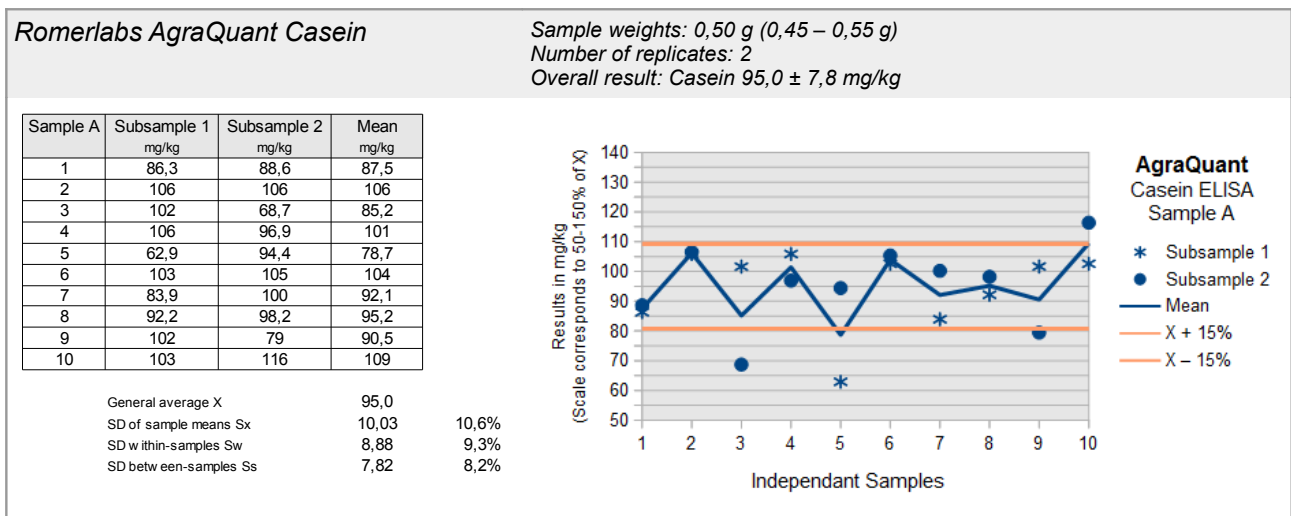 Romerlabs AgraQuant Casein
Sample weights: 0,50 g (0,45 – 0,55 g)
Number of replicates: 2
Overall result: Casein 95,0 ± 7,8 mg/kg
Sample A Subsample 1 Subsample 2 Mean
mg/kg mg/kg mg/kg
1 86,3 88,6 87,5
2 106 106 106
3 102 68,7 85,2
4 106 96,9 101
5 62,9 94,4 78,7
6 103 105 104
7 83,9 100 92,1
8 92,2 98,2 95,2
9 102 79 90,5
10 103 116 109
General average X 95,0
SD of sample means Sx 10,03 10,6%
SD within-samples Sw 8,88 9,3%
SD between-samples Ss 7,82 8,2%
Results in mg/kg
(Scale corresponds to 50-150% of X)
140
130
120
110
100
90
80
70
60
50
1 2 3 4 5 6 7 8 9 10
Independant Samples
AgraQuant
Casein ELISA
Sample A
Subsample 1
Subsample 2
Mean
X + 15%
X – 15%